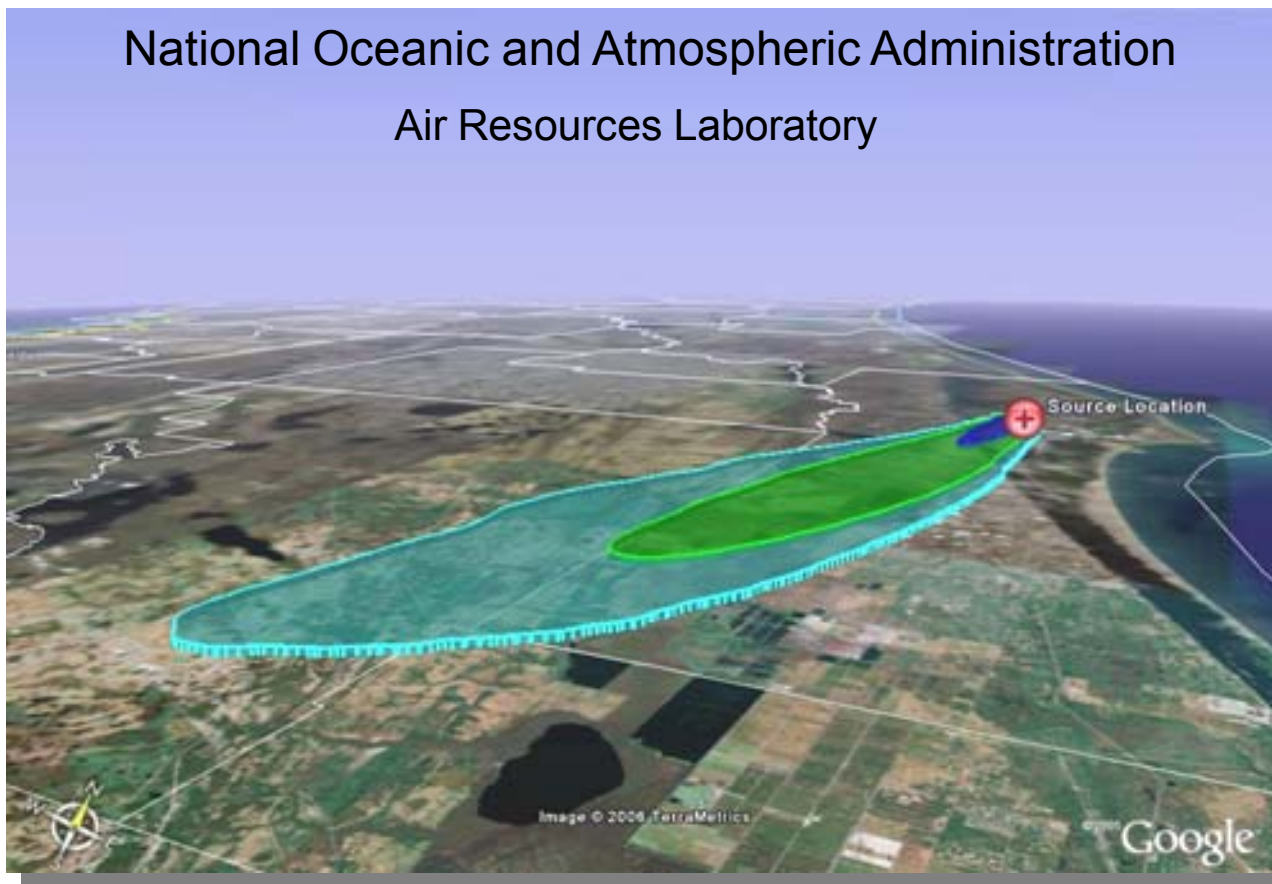 National Oceanic and Atmospheric Administration
Air Resources Laboratory
Source Location
N
W
Image © 2006 TerraMetrics
Google